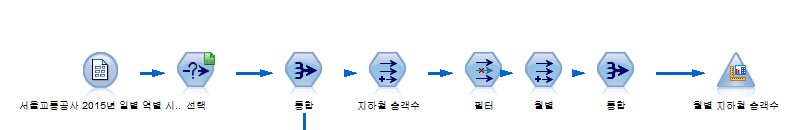 서울교통공사 2015년 일별 역별 시.. 선택 통합 지하철 승객수 필터 월별 통합 월별 지하철 승객수